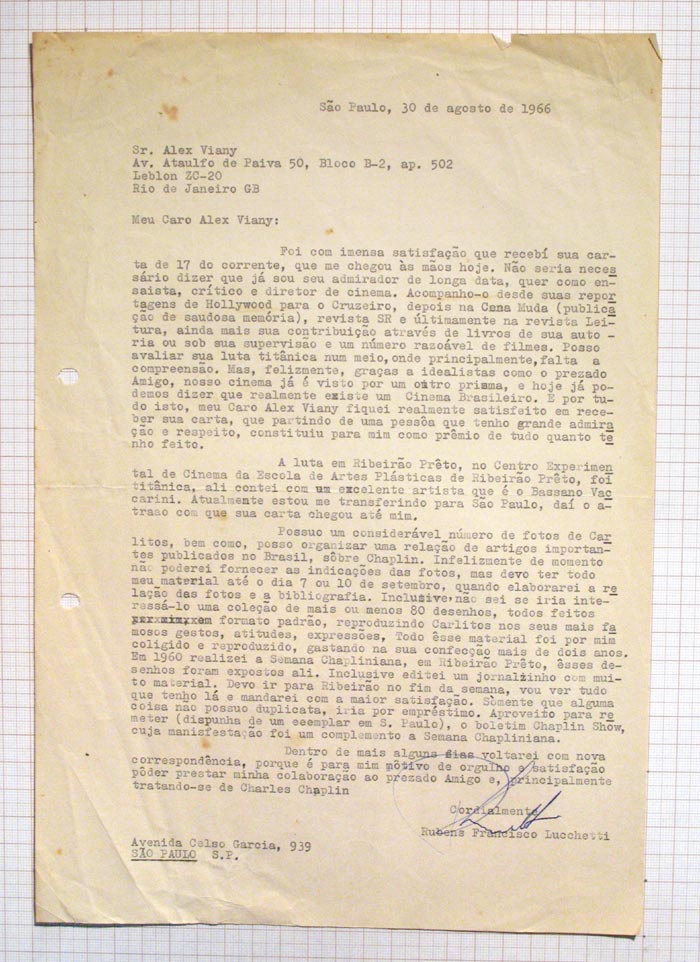 São Paulo, 30 de agosto de 1966
Sr. Alex Viany
Av. Ataulfo de Paiva 50, Bloco B-2, ap. 502
Leblon ZC-20
Rio de Janeiro GB
Meu Caro Alex Viany:
Foi com imensa satisfação que recebí sua car-
ta de 17 do corrente, que me chegou às mãos hoje. Não seria neces
sário dizer que já sou seu admirador de longa data, quer como en-
saista, crítico e diretor de cinema. Acompanho-o desde suas repor
tagens de Hollywood para o Cruzeiro, depois na Cena Muda (publica
ção de saudosa memória), revista SR e últimamente na revista Lei-
tura, ainda mais sua contribuição através de livros de sua auto -
ria ou sob sua supervisão e um número razoável de filmes. Posso
avaliar sua luta titânica num meio,onde principalmente,falta a
compreensão. Mas, felizmente, graças a idealistas como o prezado
Amigo, nosso cinema já é visto por um outro prisma, e hoje já po-
demos dizer que realmente existe um Cinema Brasileiro. E por tu-
do isto, meu Caro Alex Viany fiquei realmente satisfeito em rece-
ber sua carta, que partindo de uma pessôa que tenho grande admira
ção e respeito, constituiu para mim como prêmio de tudo quanto te
nho feito.
A luta em Ribeirão Prêto, no Centro Experimen
tal de Cinema da Escola de Artes Plásticas de Ribeirão Prêto, foi
titânica, ali contei com um excelente artista que é o Bassano Vac
carini. Atualmente estou me transferindo para São Paulo, daí o a-
trazo com que sua carta chegou até mim.
Possuo um considerável número de fotos de Car
litos, bem como, posso organizar uma relação de artigos importan-
tes publicados no Brasil, sôbre Chaplin. Infelizmente de momento
não poderei fornecer as indicações das fotos, mas devo ter todo
meu material até o dia 7 ou 10 de setembro, quando elaborarei a re
lação das fotos e a bibliografia. Inclusive não sei se iria inte-
ressá-lo uma coleção de mais ou menos 80 desenhos, todos feitos
em formato padrão, reproduzindo Carlitos nos seus mais fa
mosos gestos, atitudes, expressões, Todo êsse material foi por mim
coligido e reproduzido, gastando na sua confecção mais de dois anos.
Em 1960 realizei a Semana Chapliniana, em Ribeirão Prêto, êsses de-
senhos foram expostos ali. Inclusive editei um jornalzinho com mui-
to material. Devo ir para Ribeirão no fim da semana, vou ver tudo
que tenho lá e mandarei com a maior satisfação. Sòmente que alguma
coisa não possuo duplicata, iria por empréstimo. Aproveito para re
meter (dispunha de um eeemplar em S. Paulo), o boletim Chaplin Show,
cuja manisfestação foi um complemento a Semana Chapliniana.
Dentro de mais alguns dias voltarei com nova
correspondência, porque é para mim motivo de orgulho e satisfação
pôder prestar minha colaboração ao prezado Amigo e, principalmente
tratando-se de Charles Chaplin
Cordialmente
Rubens Francisco Lucchetti
Avenida Celso Garcia, 939
SÃO PAULO S.P.